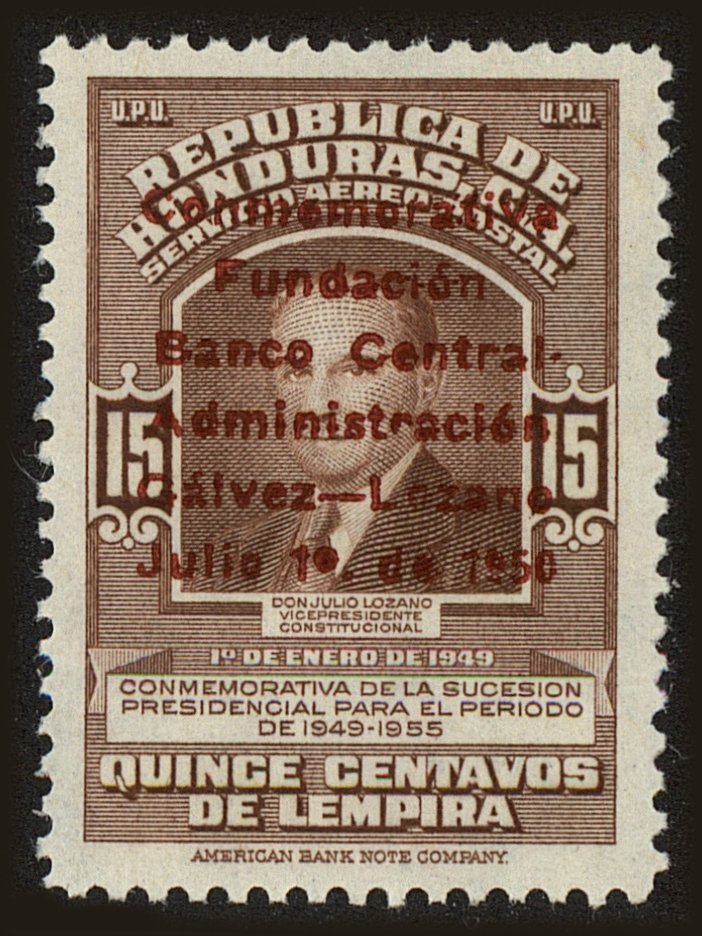 U.P.U. U.P.U.
REPUBLICA DE
HONDURAS, C.A.
SERVICIO AEREO POSTAL
Conmemorativa
Fundación
Banco Central-
Administración
Gálvez—Lozano
Julio 1º. de 1950
15 15
DON JULIO LOZANO
VICEPRESIDENTE
CONSTITUCIONAL
1º DE ENERO DE 1949
CONMEMORATIVA DE LA SUCESION
PRESIDENCIAL PARA EL PERIODO
DE 1949-1955
QUINCE CENTAVOS
DE LEMPIRA
AMERICAN BANK NOTE COMPANY.